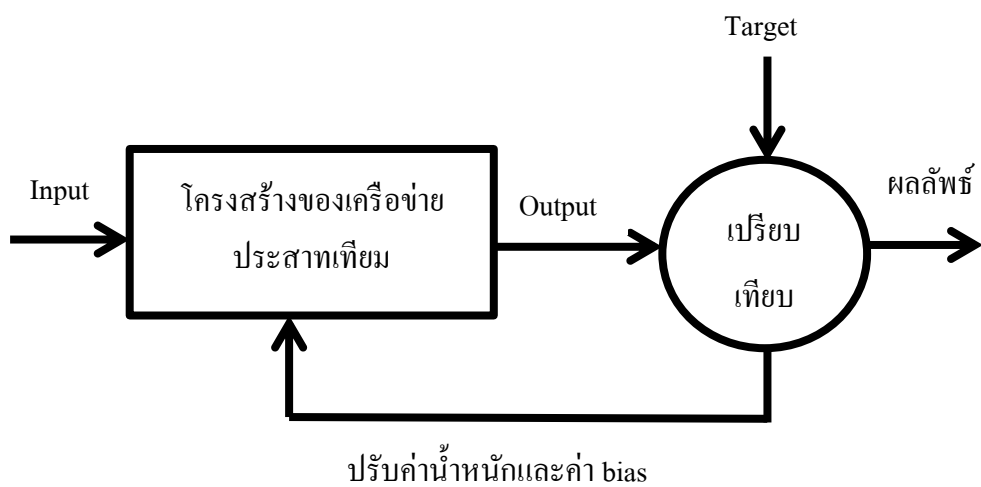 Target
Input
โครงสร้างของเครือข่าย
ประสาทเทียม
Output
เปรียบ
เทียบ
ผลลัพธ์
ปรับค่าน้ำหนักและค่า bias